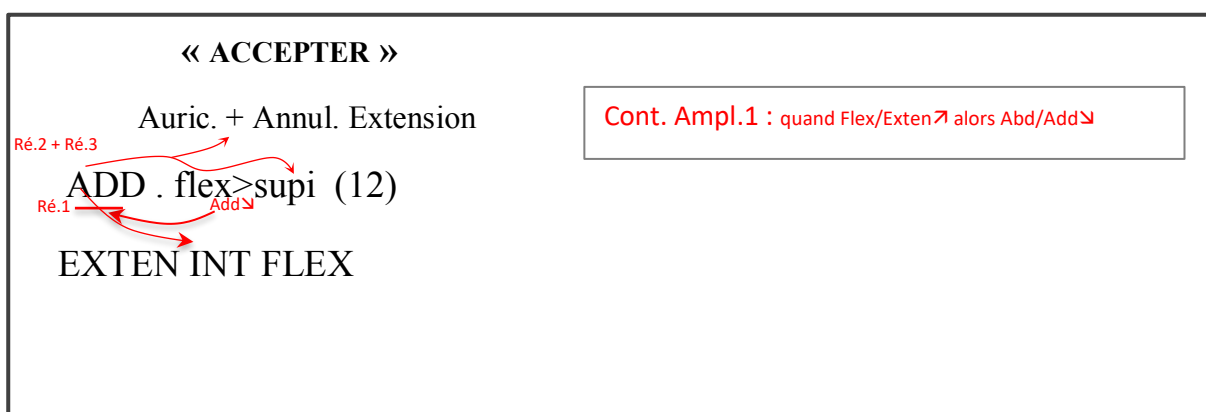 « ACCEPTER »
Auric. + Annul. Extension
Cont. Ampl.1 : quand Flex/Exten↗ alors Abd/Add↘
Ré.2 + Ré.3
ADD . flex>supi (12)
Ré.1
Add↘
EXTEN INT FLEX